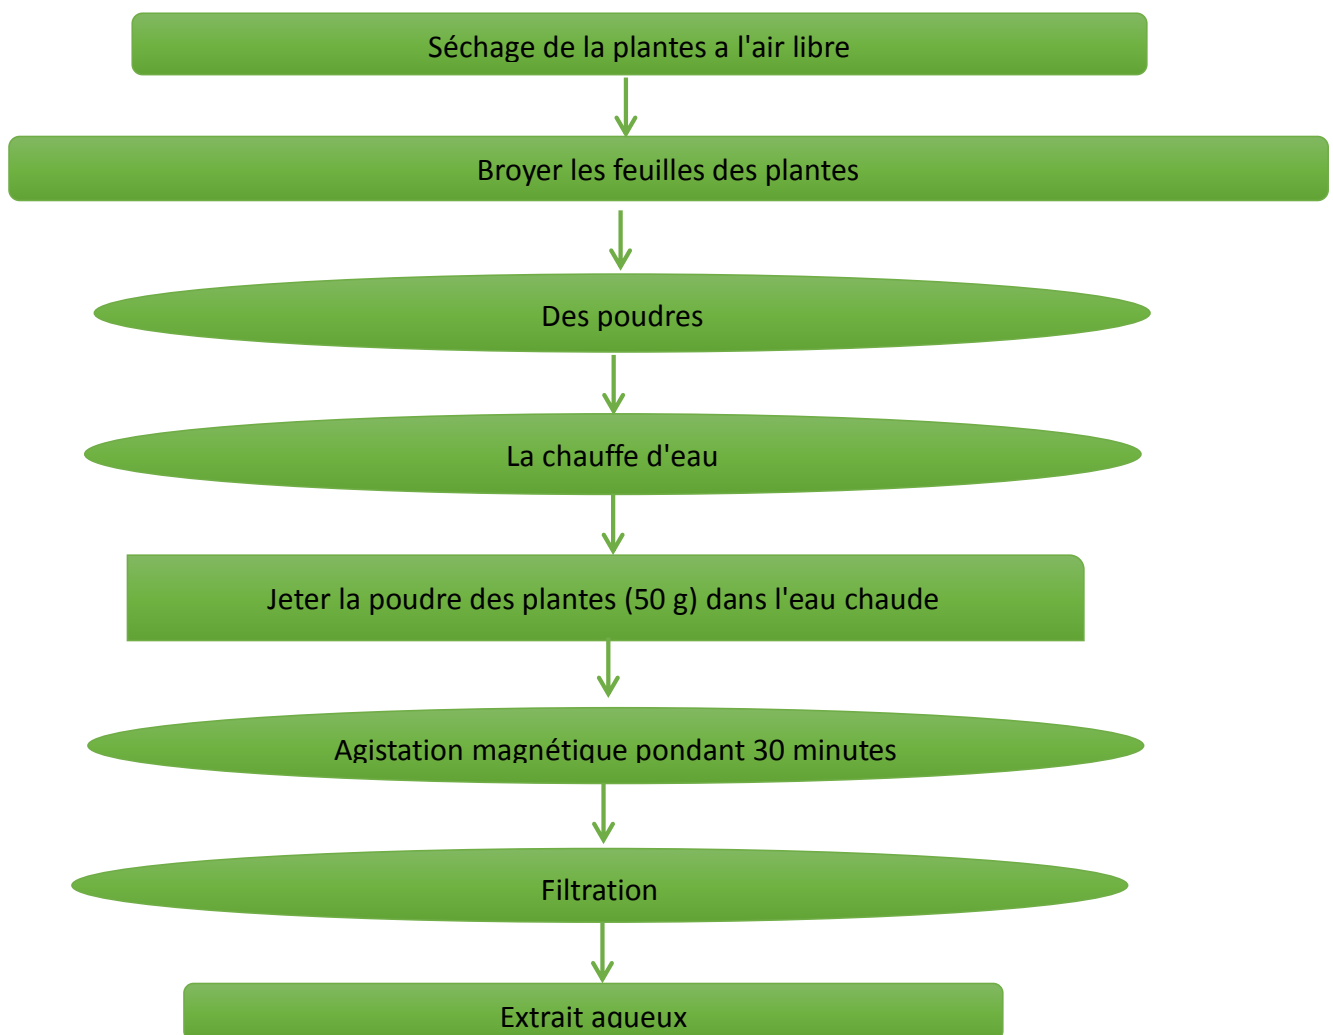 Séchage de la plantes a l'air libre
Broyer les feuilles des plantes
Des poudres
La chauffe d'eau
Jeter la poudre des plantes (50 g) dans l'eau chaude
Agistation magnétique pondant 30 minutes
Filtration
Extrait aqueux